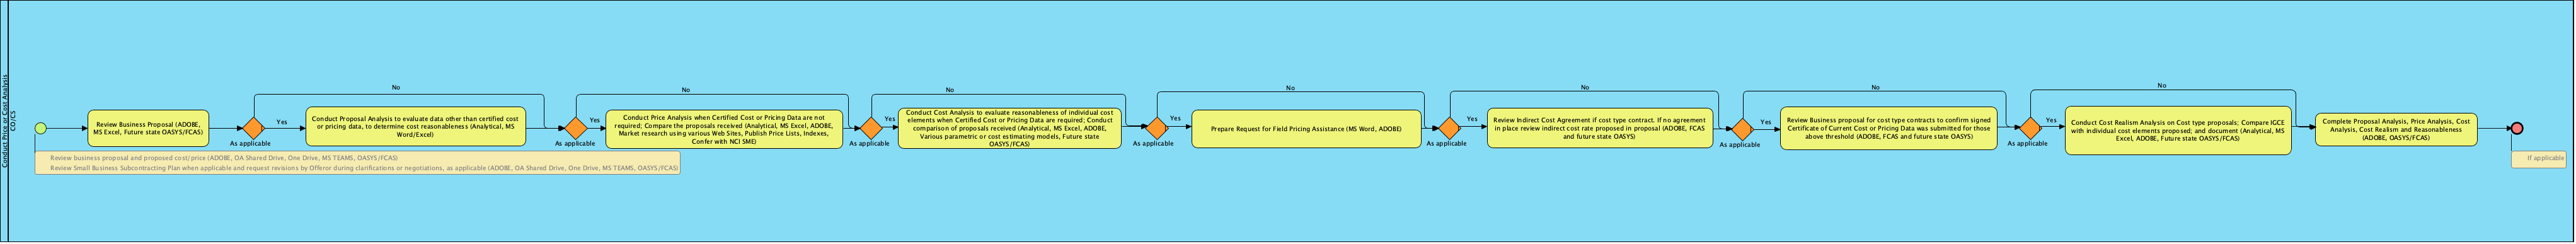 Conduct Price or Cost Analysis
CO/CS
Review Business Proposal (ADOBE,
MS Excel, Future state OASYS/FCAS)
Review business proposal and proposed cost/price (ADOBE, OA Shared Drive, One Drive, MS TEAMS, OASYS/FCAS)
Review Small Business Subcontracting Plan when applicable and request revisions by Offeror during clarifications or negotiations, as applicable (ADOBE, OA Shared Drive, One Drive, MS TEAMS, OASYS/FCAS)
As applicable
Yes
No
Conduct Proposal Analysis to evaluate data other than certified cost
or pricing data, to determine cost reasonableness (Analytical, MS
Word/Excel)
As applicable
Yes
No
Conduct Price Analysis when Certified Cost or Pricing Data are not
required; Compare the proposals received (Analytical, MS Excel, ADOBE,
Market research using various Web Sites, Publish Price Lists, Indexes,
Confer with NCI SME)
As applicable
Yes
No
Conduct Cost Analysis to evaluate reasonableness of individual cost
elements when Certified Cost or Pricing Data are required; Conduct
comparison of proposals received (Analytical, MS Excel, ADOBE,
Various parametric or cost estimating models, Future state
OASYS/FCAS)
As applicable
Yes
No
Prepare Request for Field Pricing Assistance (MS Word, ADOBE)
As applicable
Yes
No
Review Indirect Cost Agreement if cost type contract. If no agreement
in place review indirect cost rate proposed in proposal (ADOBE, FCAS
and future state OASYS)
As applicable
Yes
No
Review Business proposal for cost type contracts to confirm signed
Certificate of Current Cost or Pricing Data was submitted for those
above threshold (ADOBE, FCAS and future state OASYS)
As applicable
Yes
No
Conduct Cost Realism Analysis on Cost type proposals; Compare IGCE
with individual cost elements proposed; and document (Analytical, MS
Excel, ADOBE, Future state OASYS/FCAS)
Complete Proposal Analysis, Price Analysis, Cost
Analysis, Cost Realism and Reasonableness
(ADOBE, OASYS/FCAS)
If applicable